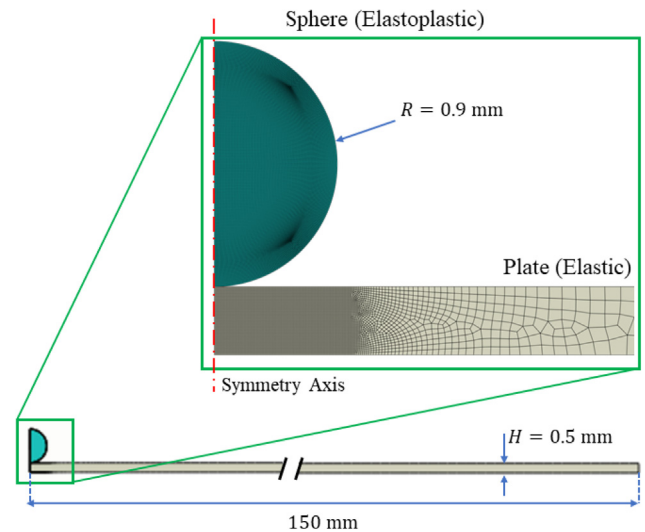 Sphere (Elastoplastic)
R = 0.9 mm
Plate (Elastic)
Symmetry Axis
H = 0.5 mm
150 mm